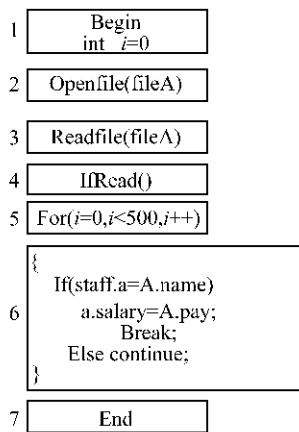 1 Begin
int i=0
2 Openfile(fileA)
3 Readfile(fileA)
4 IfRead()
5 For(i=0,i<500,i++)
{
If(staff.a=A.name)
6 a.salary=A.pay;
Break;
Else continue;
}
7 End